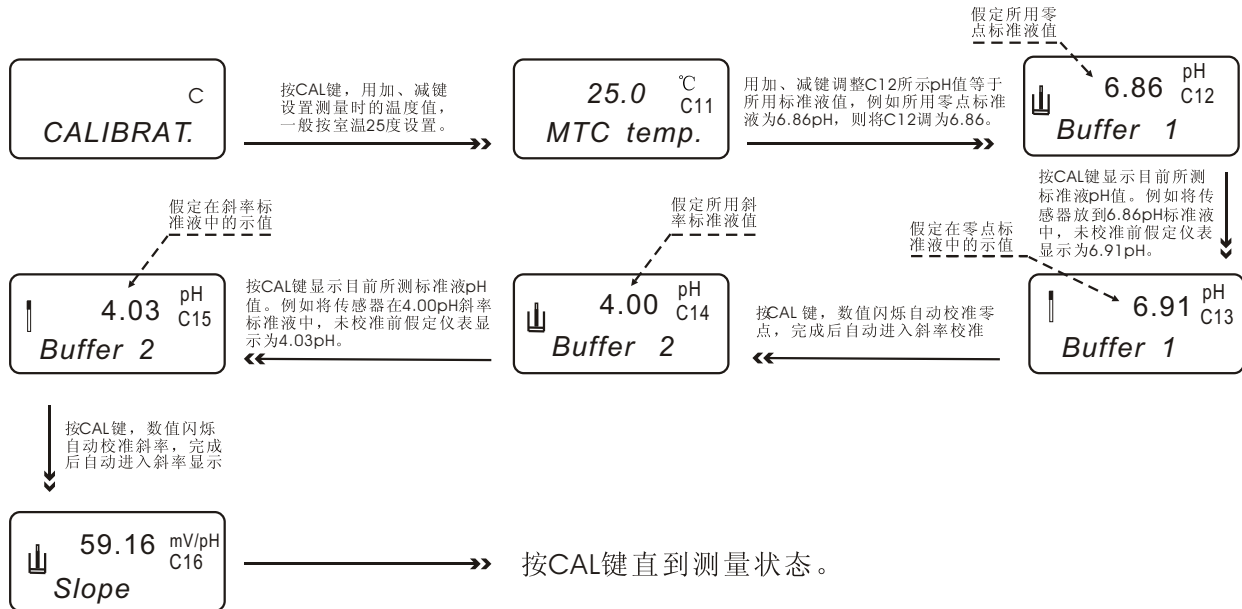 C
CALIBRAT.
按CAL键，用加、减键
设置测量时的温度值，
一般按室温25度设置。
25.0 ℃
C11
MTC temp.
用加、减键调整C12所示pH值等于
所用标准液值，例如所用零点标准
液为6.86pH，则将C12调为6.86。
假定所用零
点标准液值
6.86 pH
C12
Buffer 1
按CAL键显示目前所测
标准液pH值。例如将传
感器放到6.86pH标准液
中，未校准前假定仪表
显示为6.91pH。
假定在零点标
准液中的示值
6.91 pH
C13
Buffer 1
按CAL键，数值闪烁自动校准零
点，完成后自动进入斜率校准
假定所用斜
率标准液值
4.00 pH
C14
Buffer 2
按CAL键显示目前所测标准液pH
值。例如将传感器在4.00pH斜率
标准液中，未校准前假定仪表显
示为4.03pH。
假定在斜率标
准液中的示值
4.03 pH
C15
Buffer 2
按CAL键，数值闪烁
自动校准斜率，完成
后自动进入斜率显示
59.16 mV/pH
C16
Slope
按CAL键直到测量状态。